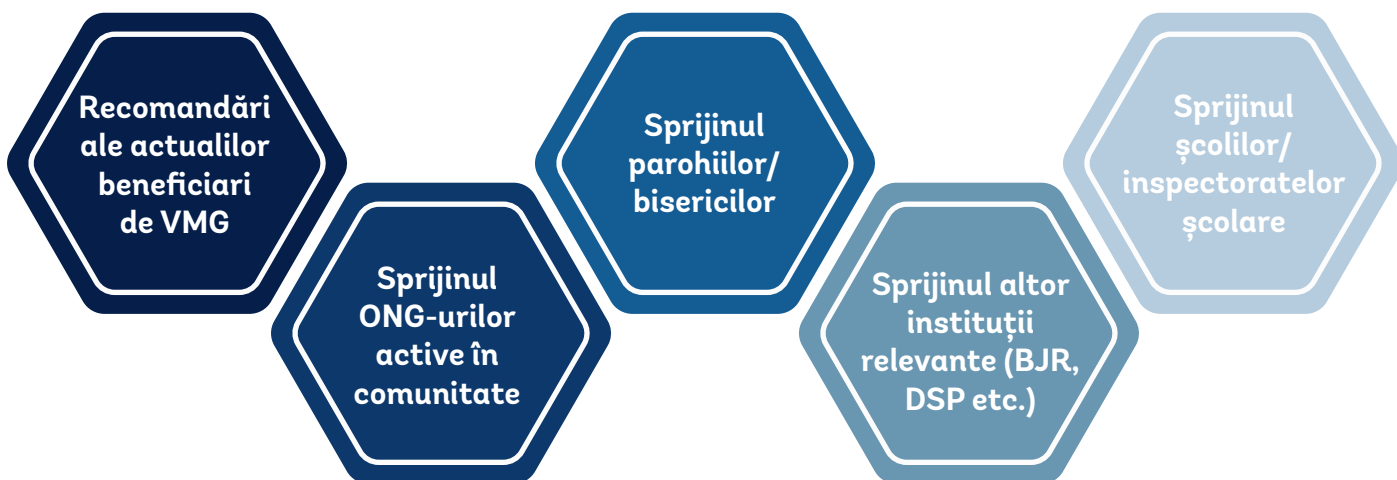 Recomandări
ale actualilor
beneficiari
de VMG
Sprijinul
ONG-urilor
active în
comunitate
Sprijinul
parohiilor/
bisericilor
Sprijinul altor
instituții
relevante (BJR,
DSP etc.)
Sprijinul
școlilor/
inspectoratelor
școlare